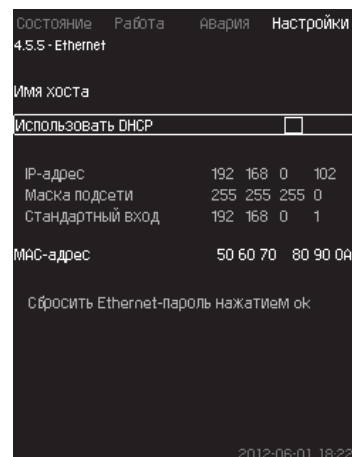 Состояние Работа Авария Настройки
4.5.5 - Ethernet
Имя хоста
Использовать DHCP
IP-адрес 192 168 0 102
Маска подсети 255 255 255 0
Стандартный вход 192 168 0 1
MAC-адрес 50 60 70 80 90 0A
Сбросить Ethernet-пароль нажатием ok
2012-06-01 18:22